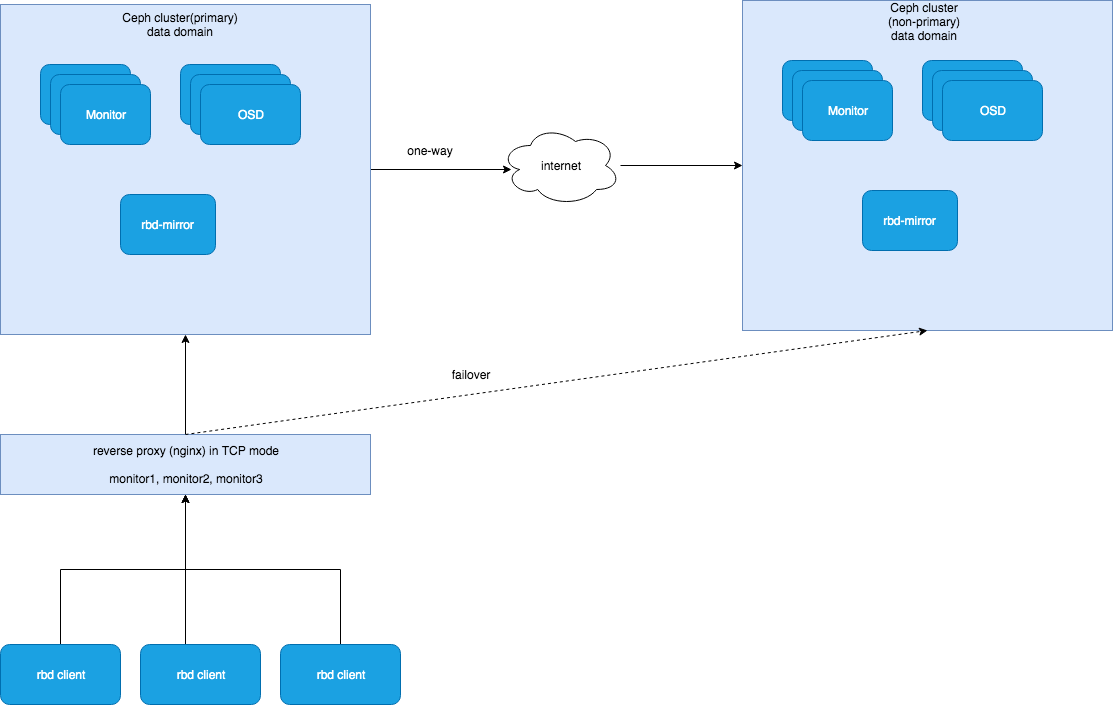 Ceph cluster(primary)
data domain
Monitor
OSD
rbd-mirror
one-way
internet
Ceph cluster
(non-primary)
data domain
Monitor
OSD
rbd-mirror
failover
reverse proxy (nginx) in TCP mode
monitor1, monitor2, monitor3
rbd client
rbd client
rbd client